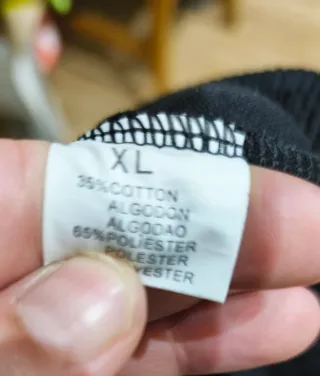 XL
35%COTTON
ALGODON
ALGODAO
65%POLIESTER
POLESTER
YESTER